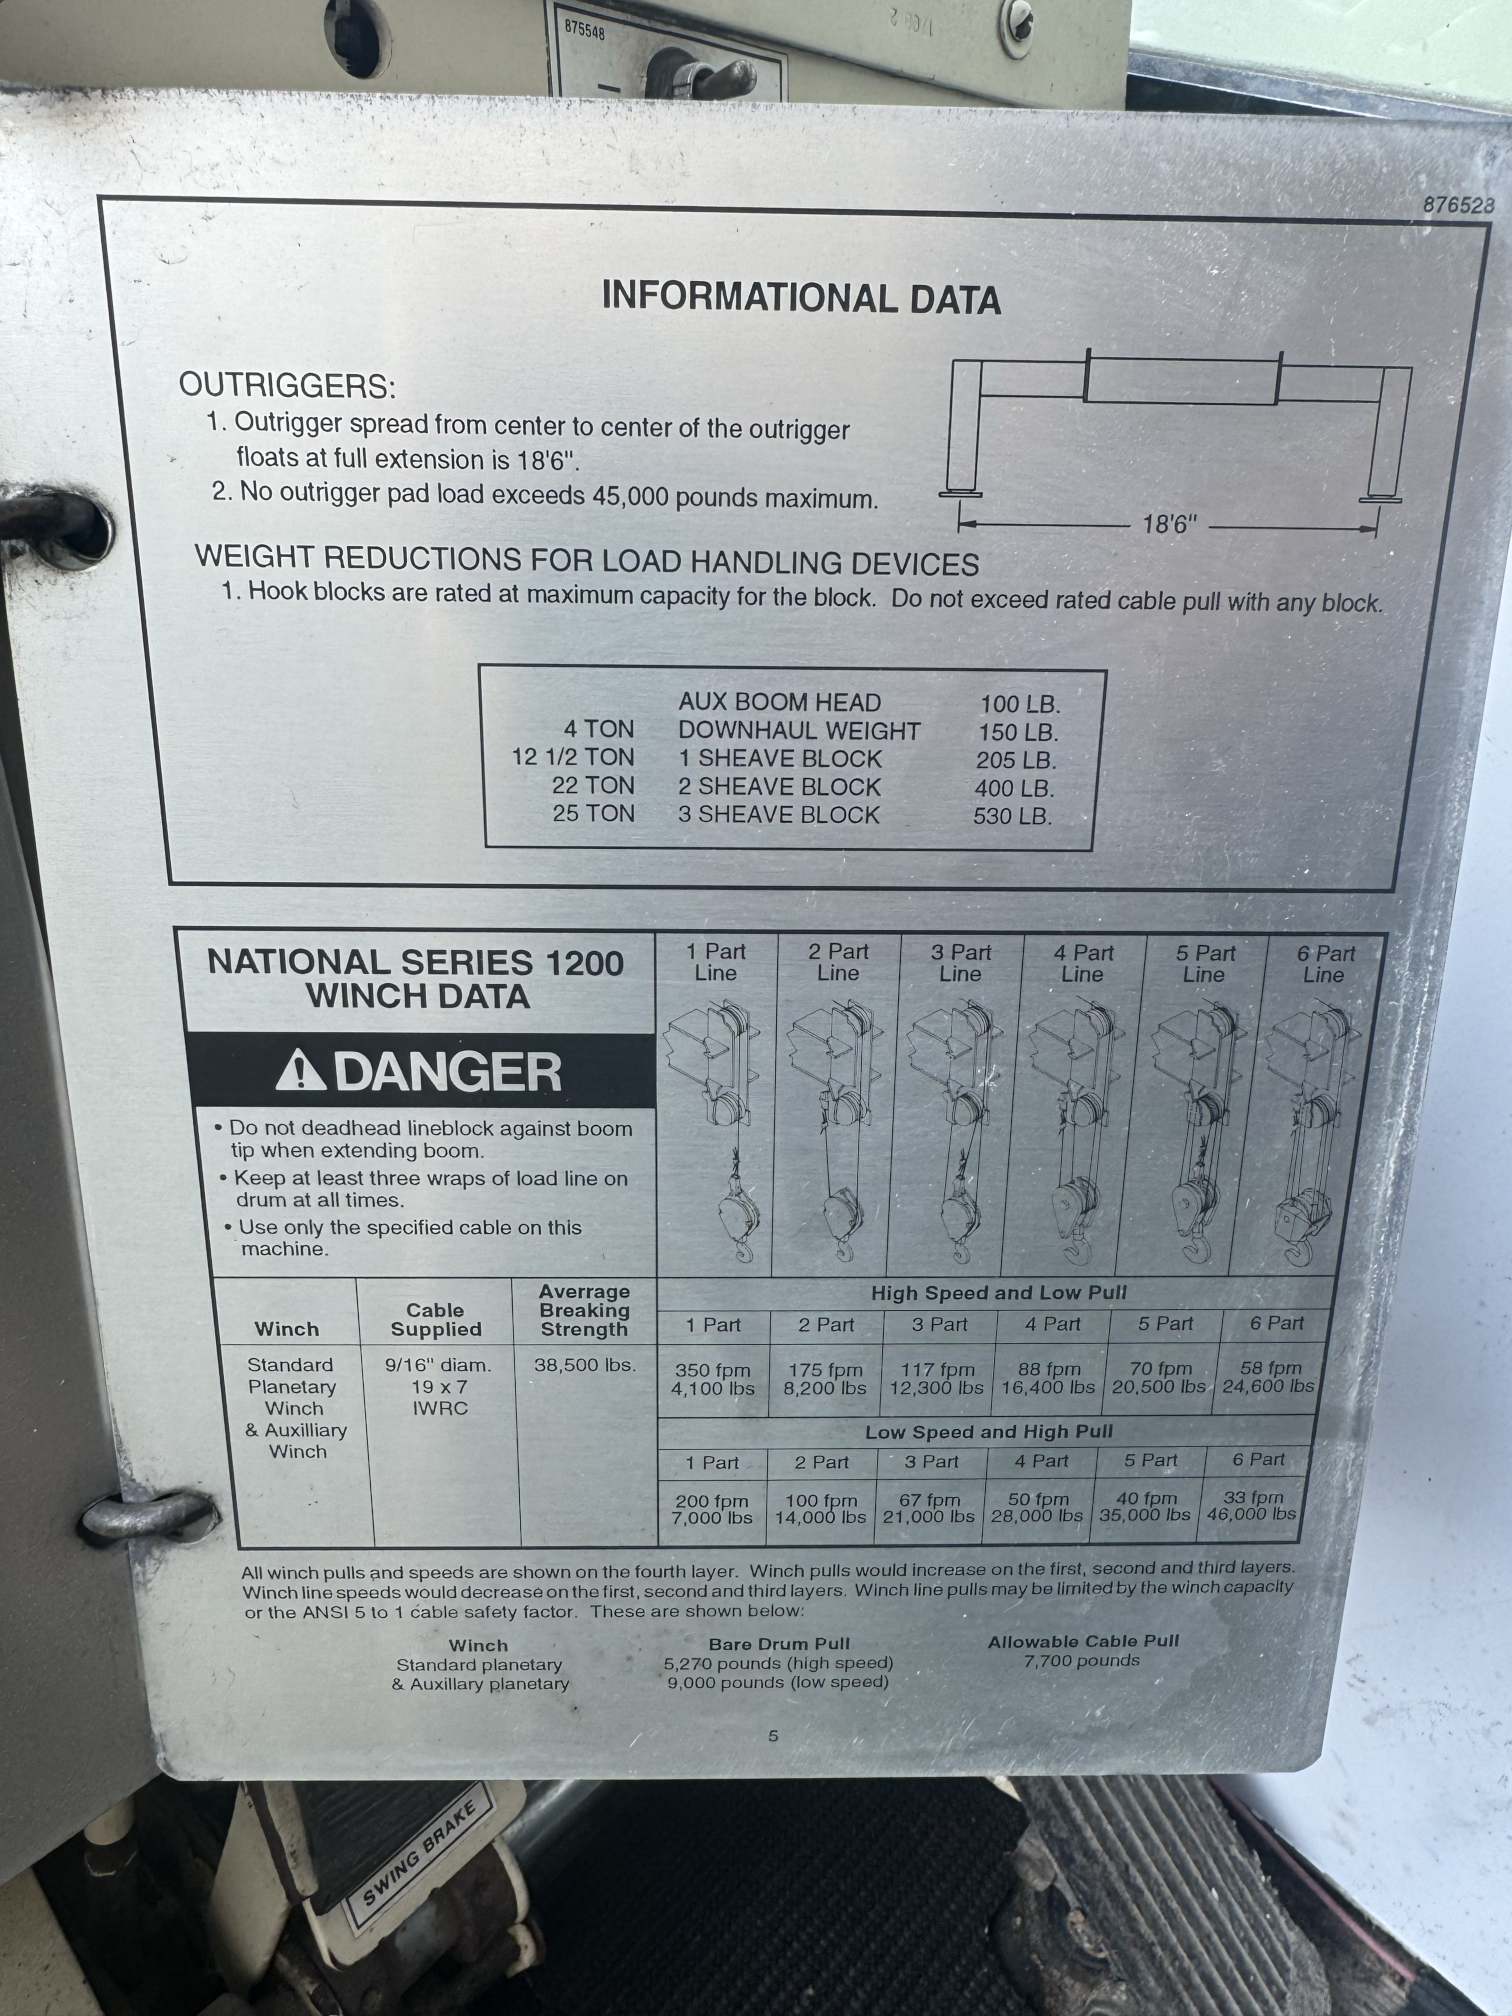 875548
876528
INFORMATIONAL DATA
OUTRIGGERS:
1. Outrigger spread from center to center of the outrigger
floats at full extension is 18'6".
2. No outrigger pad load exceeds 45,000 pounds maximum.
18'6"
WEIGHT REDUCTIONS FOR LOAD HANDLING DEVICES
1. Hook blocks are rated at maximum capacity for the block. Do not exceed rated cable pull with any block.
AUX BOOM HEAD 100 LB.
4 TON DOWNHAUL WEIGHT 150 LB.
12 1/2 TON 1 SHEAVE BLOCK 205 LB.
22 TON 2 SHEAVE BLOCK 400 LB.
25 TON 3 SHEAVE BLOCK 530 LB.
NATIONAL SERIES 1200
WINCH DATA
⚠ DANGER
• Do not deadhead lineblock against boom
tip when extending boom.
• Keep at least three wraps of load line on
drum at all times.
• Use only the specified cable on this
machine.
1 Part 2 Part 3 Part 4 Part 5 Part 6 Part
Line Line Line Line Line Line
Winch Cable Supplied Averrage Breaking Strength
Standard 9/16" diam. 38,500 lbs.
Planetary 19 x 7
Winch IWRC
& Auxilliary
Winch
High Speed and Low Pull
1 Part 2 Part 3 Part 4 Part 5 Part 6 Part
350 fpm 175 fpm 117 fpm 88 fpm 70 fpm 58 fpm
4,100 lbs 8,200 lbs 12,300 lbs 16,400 lbs 20,500 lbs 24,600 lbs
Low Speed and High Pull
1 Part 2 Part 3 Part 4 Part 5 Part 6 Part
200 fpm 100 fpm 67 fpm 50 fpm 40 fpm 33 fpm
7,000 lbs 14,000 lbs 21,000 lbs 28,000 lbs 35,000 lbs 46,000 lbs
All winch pulls and speeds are shown on the fourth layer. Winch pulls would increase on the first, second and third layers.
Winch line speeds would decrease on the first, second and third layers. Winch line pulls may be limited by the winch capacity
or the ANSI 5 to 1 cable safety factor. These are shown below:
Winch Bare Drum Pull Allowable Cable Pull
Standard planetary 5,270 pounds (high speed) 7,700 pounds
& Auxillary planetary 9,000 pounds (low speed)
5
SWING BRAKE